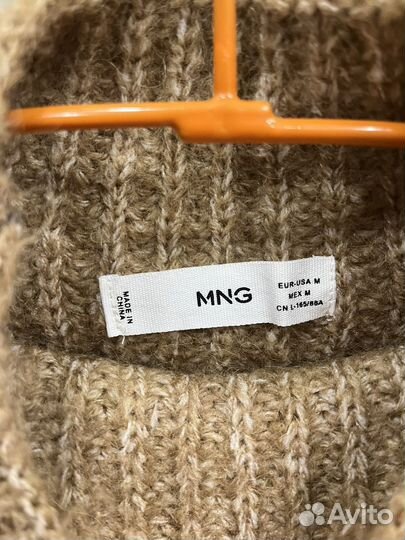 MADE IN
CHINA
MNG
EUR-USA M
MEX M
CN L-165/88A
Avito